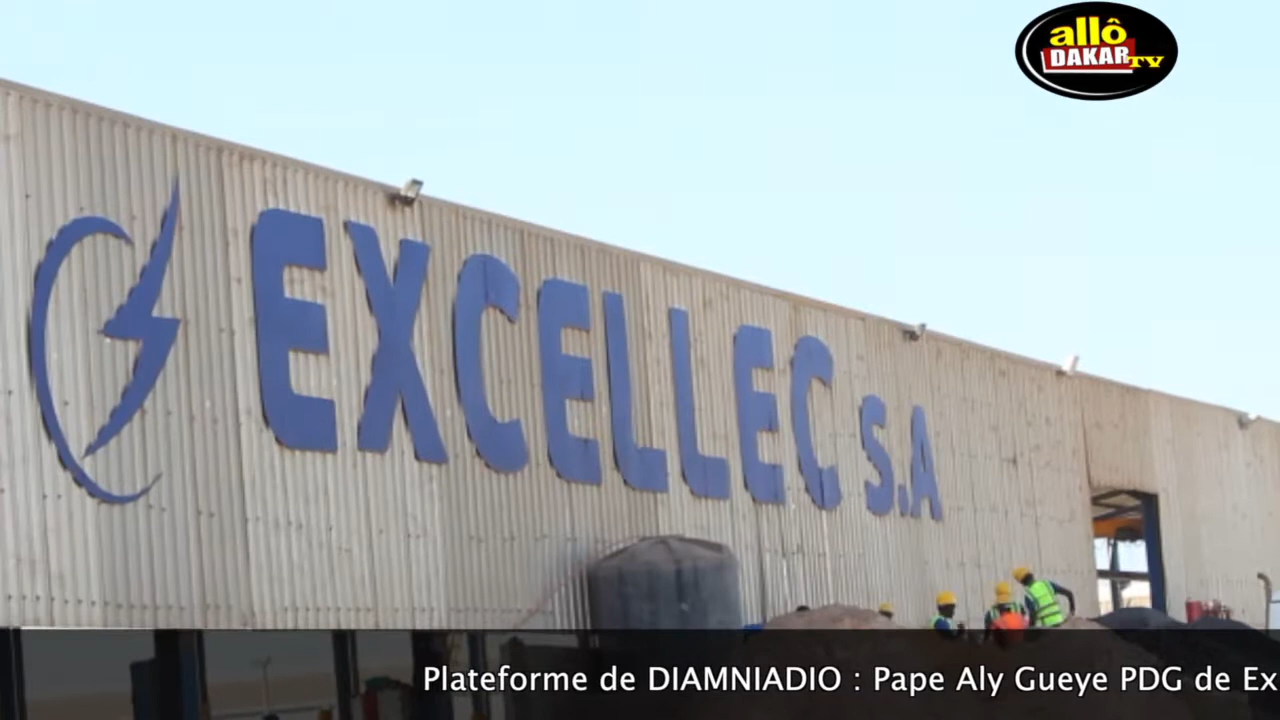 allô
DAKAR TV
EXCELLEC S.A
Plateforme de DIAMNIADIO : Pape Aly Gueye PDG de Ex